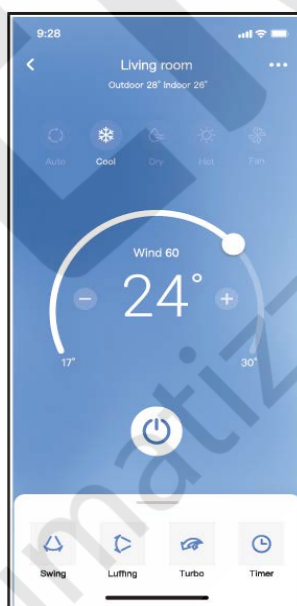 9:28
Living room
Outdoor 28° Indoor 26°
Auto Cool Dry Hot Fan
Wind 60
24°
17° 30°
Swing Luffing Turbo Timer